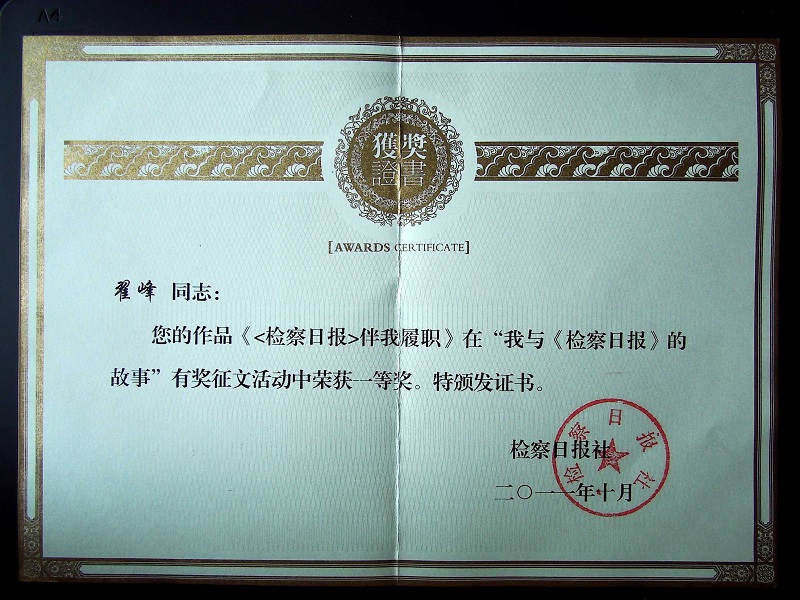 獲獎
證書
[AWARDS CERTIFICATE]
翟峰 同志：
您的作品《<检察日报>伴我履职》在“我与《检察日报》的
故事”有奖征文活动中荣获一等奖。特颁发证书。
检察日报社
二〇一一年十月
检察日报社